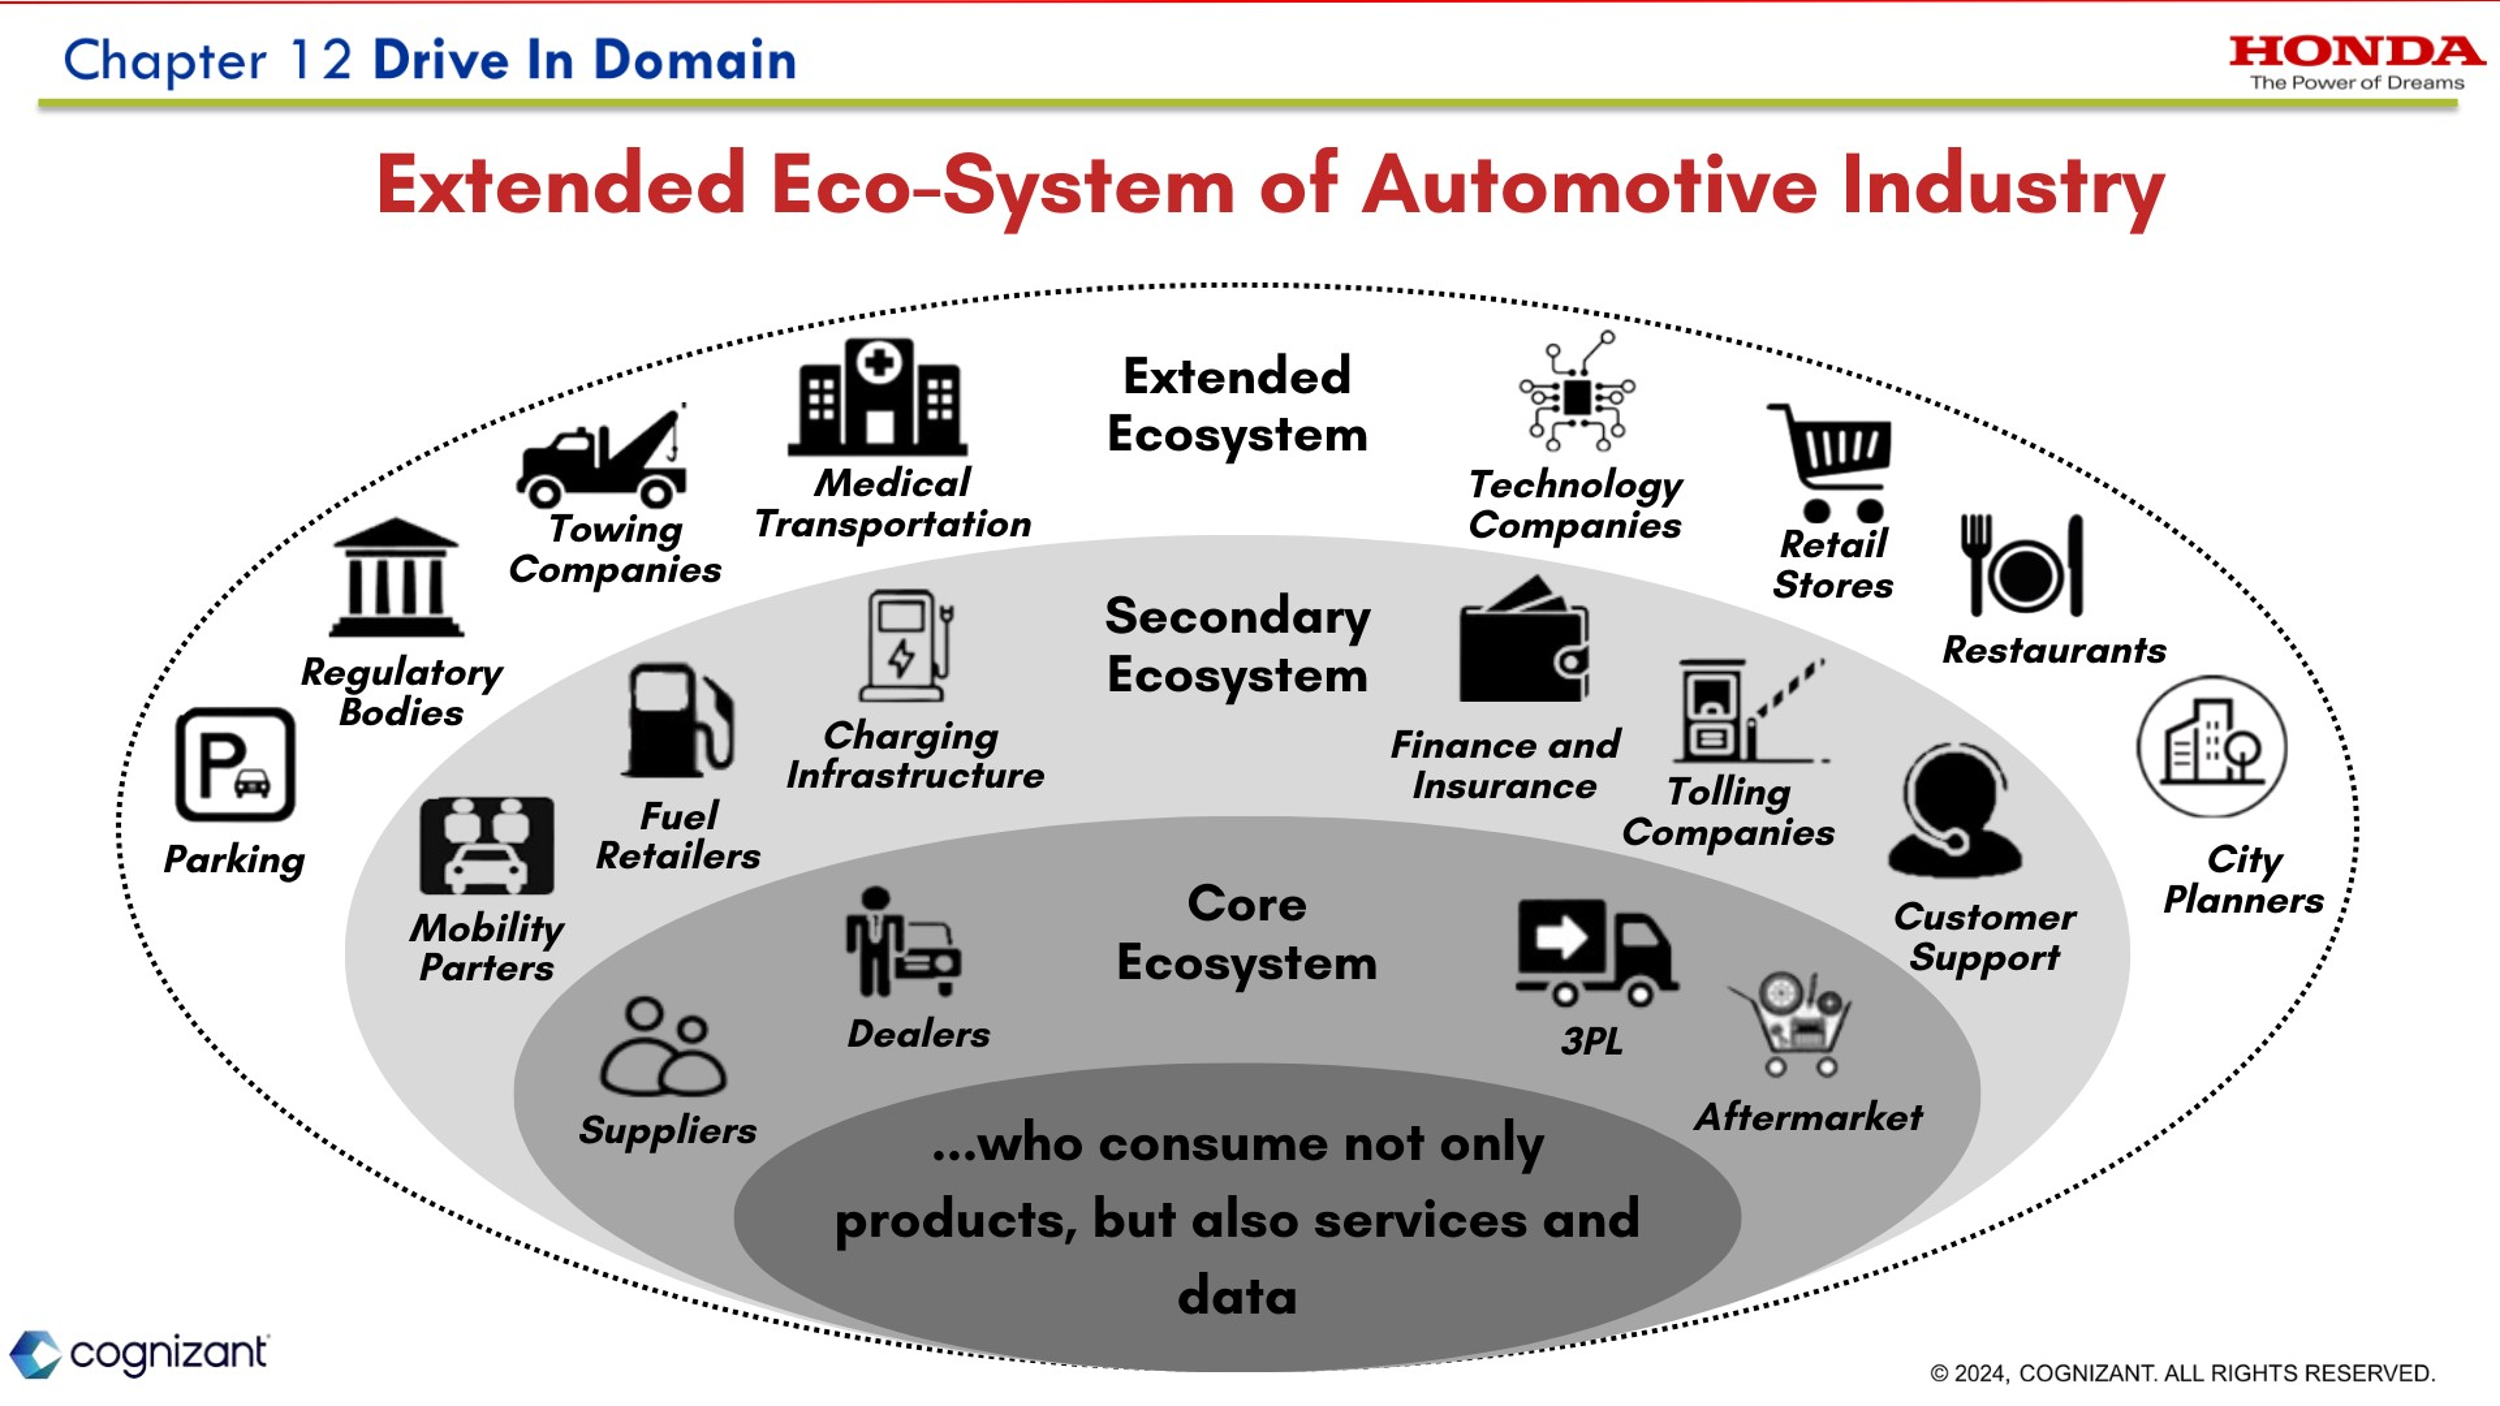 Chapter 12 Drive In Domain
HONDA
The Power of Dreams
Extended Eco-System of Automotive Industry
Extended
Ecosystem
Medical
Transportation
Technology
Companies
Towing
Companies
Retail
Stores
Regulatory
Bodies
Restaurants
P
Parking
City
Planners
Secondary
Ecosystem
Charging
Infrastructure
Finance and
Insurance
Fuel
Retailers
Tolling
Companies
Mobility
Parters
Customer
Support
Core
Ecosystem
Dealers
3PL
Suppliers
Aftermarket
...who consume not only
products, but also services and
data
cognizant
© 2024, COGNIZANT. ALL RIGHTS RESERVED.